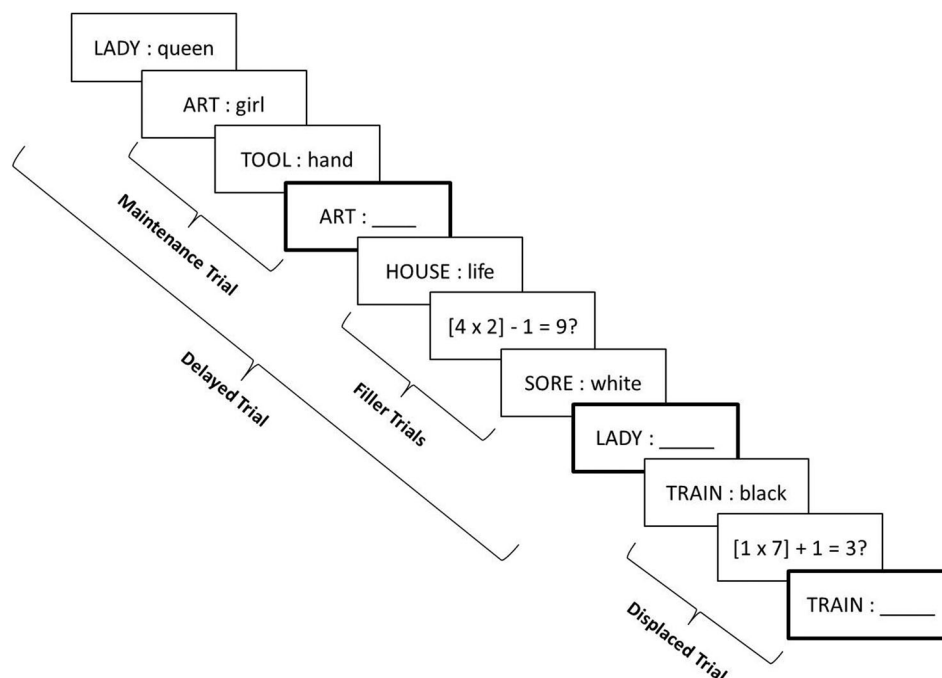 LADY : queen
ART : girl
TOOL : hand
ART : ____
HOUSE : life
[4 x 2] - 1 = 9?
SORE : white
LADY : _____
TRAIN : black
[1 x 7] + 1 = 3?
TRAIN : _____
Maintenance Trial
Delayed Trial
Filler Trials
Displaced Trial